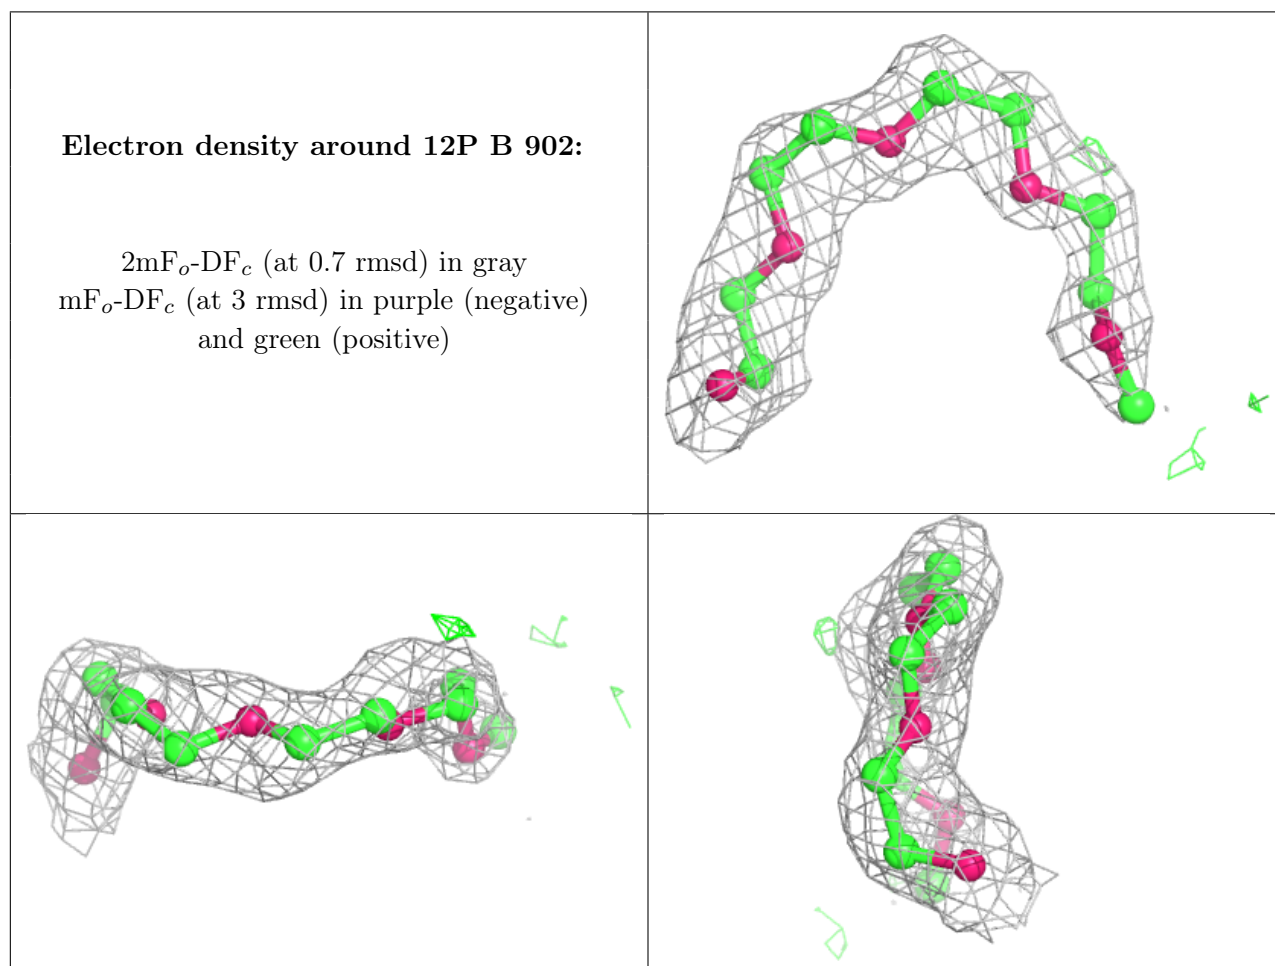 Electron density around 12P B 902:
2mFo-DFc (at 0.7 rmsd) in gray
mFo-DFc (at 3 rmsd) in purple (negative)
and green (positive)